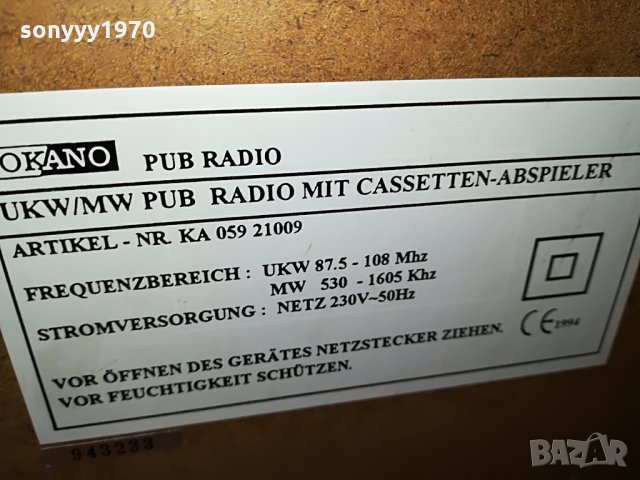 sonyyy1970
OKANO PUB RADIO
UKW/MW PUB RADIO MIT CASSETTEN-ABSPIELER
ARTIKEL - NR. KA 059 21009
FREQUENZBEREICH : UKW 87.5 - 108 Mhz
MW 530 - 1605 Khz
STROMVERSORGUNG : NETZ 230V~50Hz
CE 1994
VOR ÖFFNEN DES GERÄTES NETZSTECKER ZIEHEN.
VOR FEUCHTIGKEIT SCHÜTZEN.
943233
BAZAR